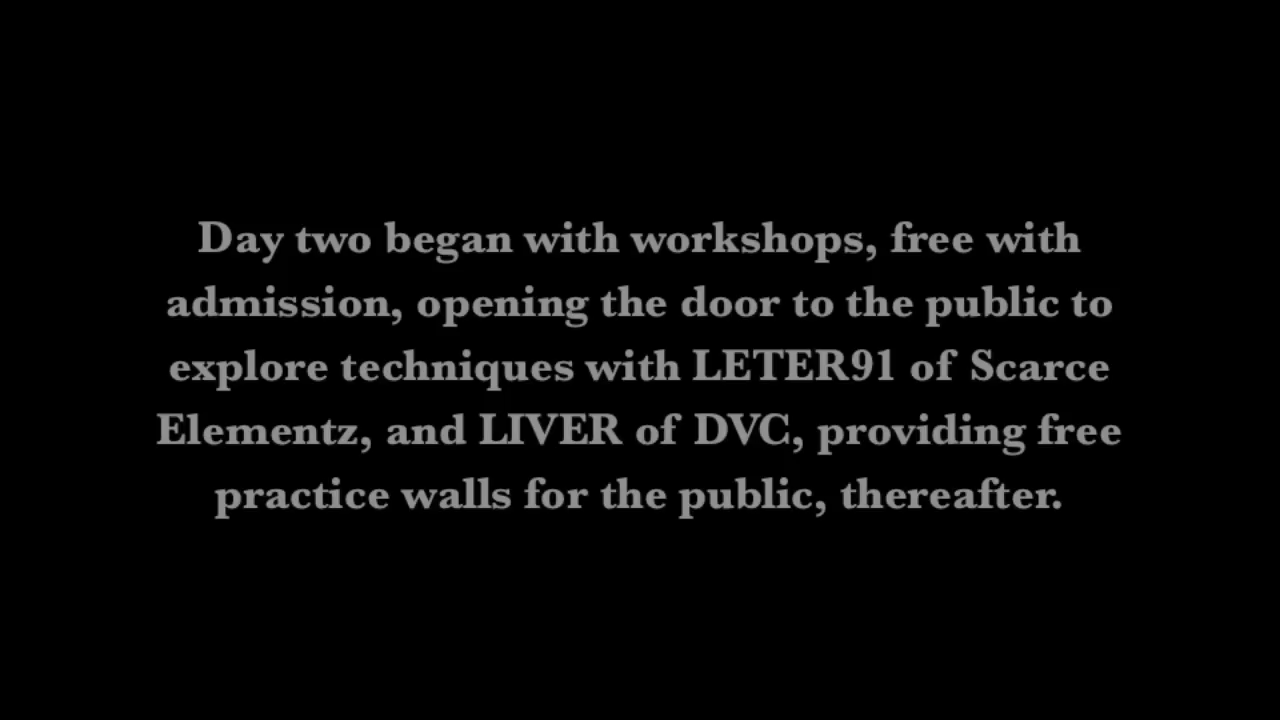 Day two began with workshops, free with
admission, opening the door to the public to
explore techniques with LETER91 of Scarce
Elementz, and LIVER of DVC, providing free
practice walls for the public, thereafter.